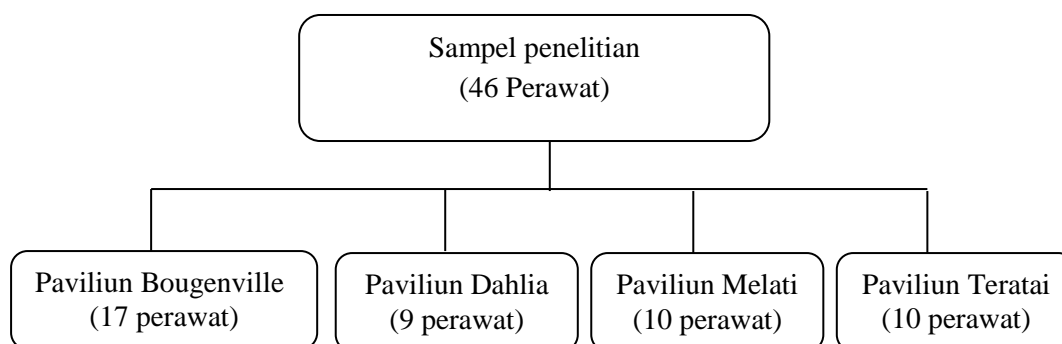 Sampel penelitian
(46 Perawat)
Paviliun Bougenville
(17 perawat)
Paviliun Dahlia
(9 perawat)
Paviliun Melati
(10 perawat)
Paviliun Teratai
(10 perawat)